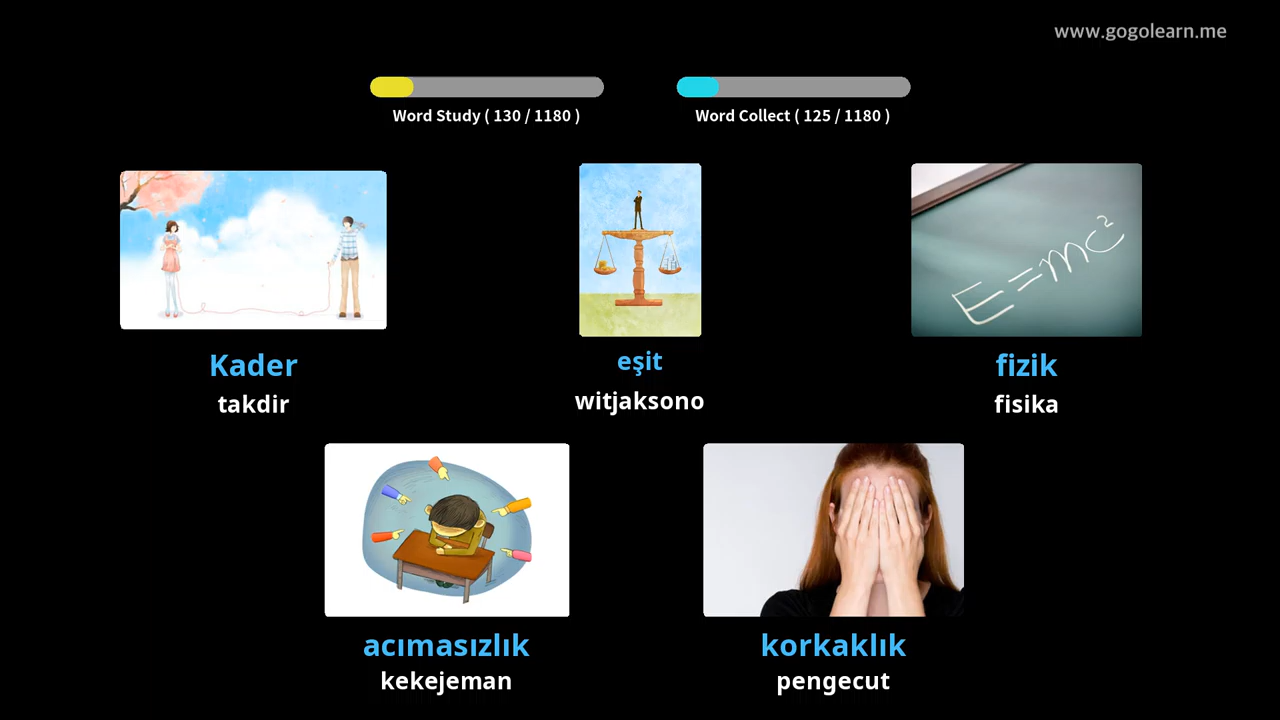 www.gogolearn.me
Word Study ( 130 / 1180 )
Word Collect ( 125 / 1180 )
E=mc²
Kader
takdir
eşit
witjaksono
fizik
fisika
acımasızlık
kekejeman
korkaklık
pengecut